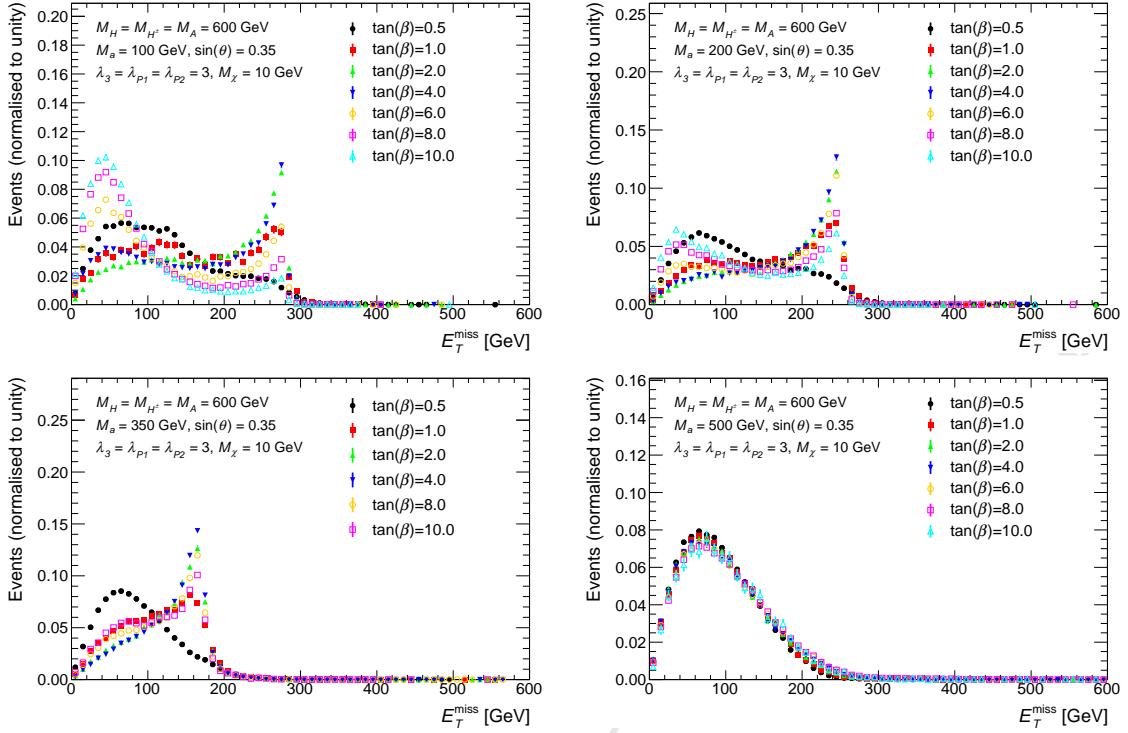 Events (normalised to unity)
0.20
0.18
0.16
0.14
0.12
0.10
0.08
0.06
0.04
0.02
0.00
M_H = M_{H^±} = M_A = 600 GeV
M_a = 100 GeV, sin(θ) = 0.35
λ_3 = λ_{P1} = λ_{P2} = 3, M_χ = 10 GeV
tan(β)=0.5
tan(β)=1.0
tan(β)=2.0
tan(β)=4.0
tan(β)=6.0
tan(β)=8.0
tan(β)=10.0
0 100 200 300 400 500 600
E_T^miss [GeV]
Events (normalised to unity)
0.25
0.20
0.15
0.10
0.05
0.00
M_H = M_{H^±} = M_A = 600 GeV
M_a = 200 GeV, sin(θ) = 0.35
λ_3 = λ_{P1} = λ_{P2} = 3, M_χ = 10 GeV
tan(β)=0.5
tan(β)=1.0
tan(β)=2.0
tan(β)=4.0
tan(β)=6.0
tan(β)=8.0
tan(β)=10.0
0 100 200 300 400 500 600
E_T^miss [GeV]
Events (normalised to unity)
0.25
0.20
0.15
0.10
0.05
0.00
M_H = M_{H^±} = M_A = 600 GeV
M_a = 350 GeV, sin(θ) = 0.35
λ_3 = λ_{P1} = λ_{P2} = 3, M_χ = 10 GeV
tan(β)=0.5
tan(β)=1.0
tan(β)=2.0
tan(β)=4.0
tan(β)=8.0
tan(β)=10.0
0 100 200 300 400 500 600
E_T^miss [GeV]
Events (normalised to unity)
0.16
0.14
0.12
0.10
0.08
0.06
0.04
0.02
0.00
M_H = M_{H^±} = M_A = 600 GeV
M_a = 500 GeV, sin(θ) = 0.35
λ_3 = λ_{P1} = λ_{P2} = 3, M_χ = 10 GeV
tan(β)=0.5
tan(β)=1.0
tan(β)=2.0
tan(β)=4.0
tan(β)=6.0
tan(β)=8.0
tan(β)=10.0
0 100 200 300 400 500 600
E_T^miss [GeV]